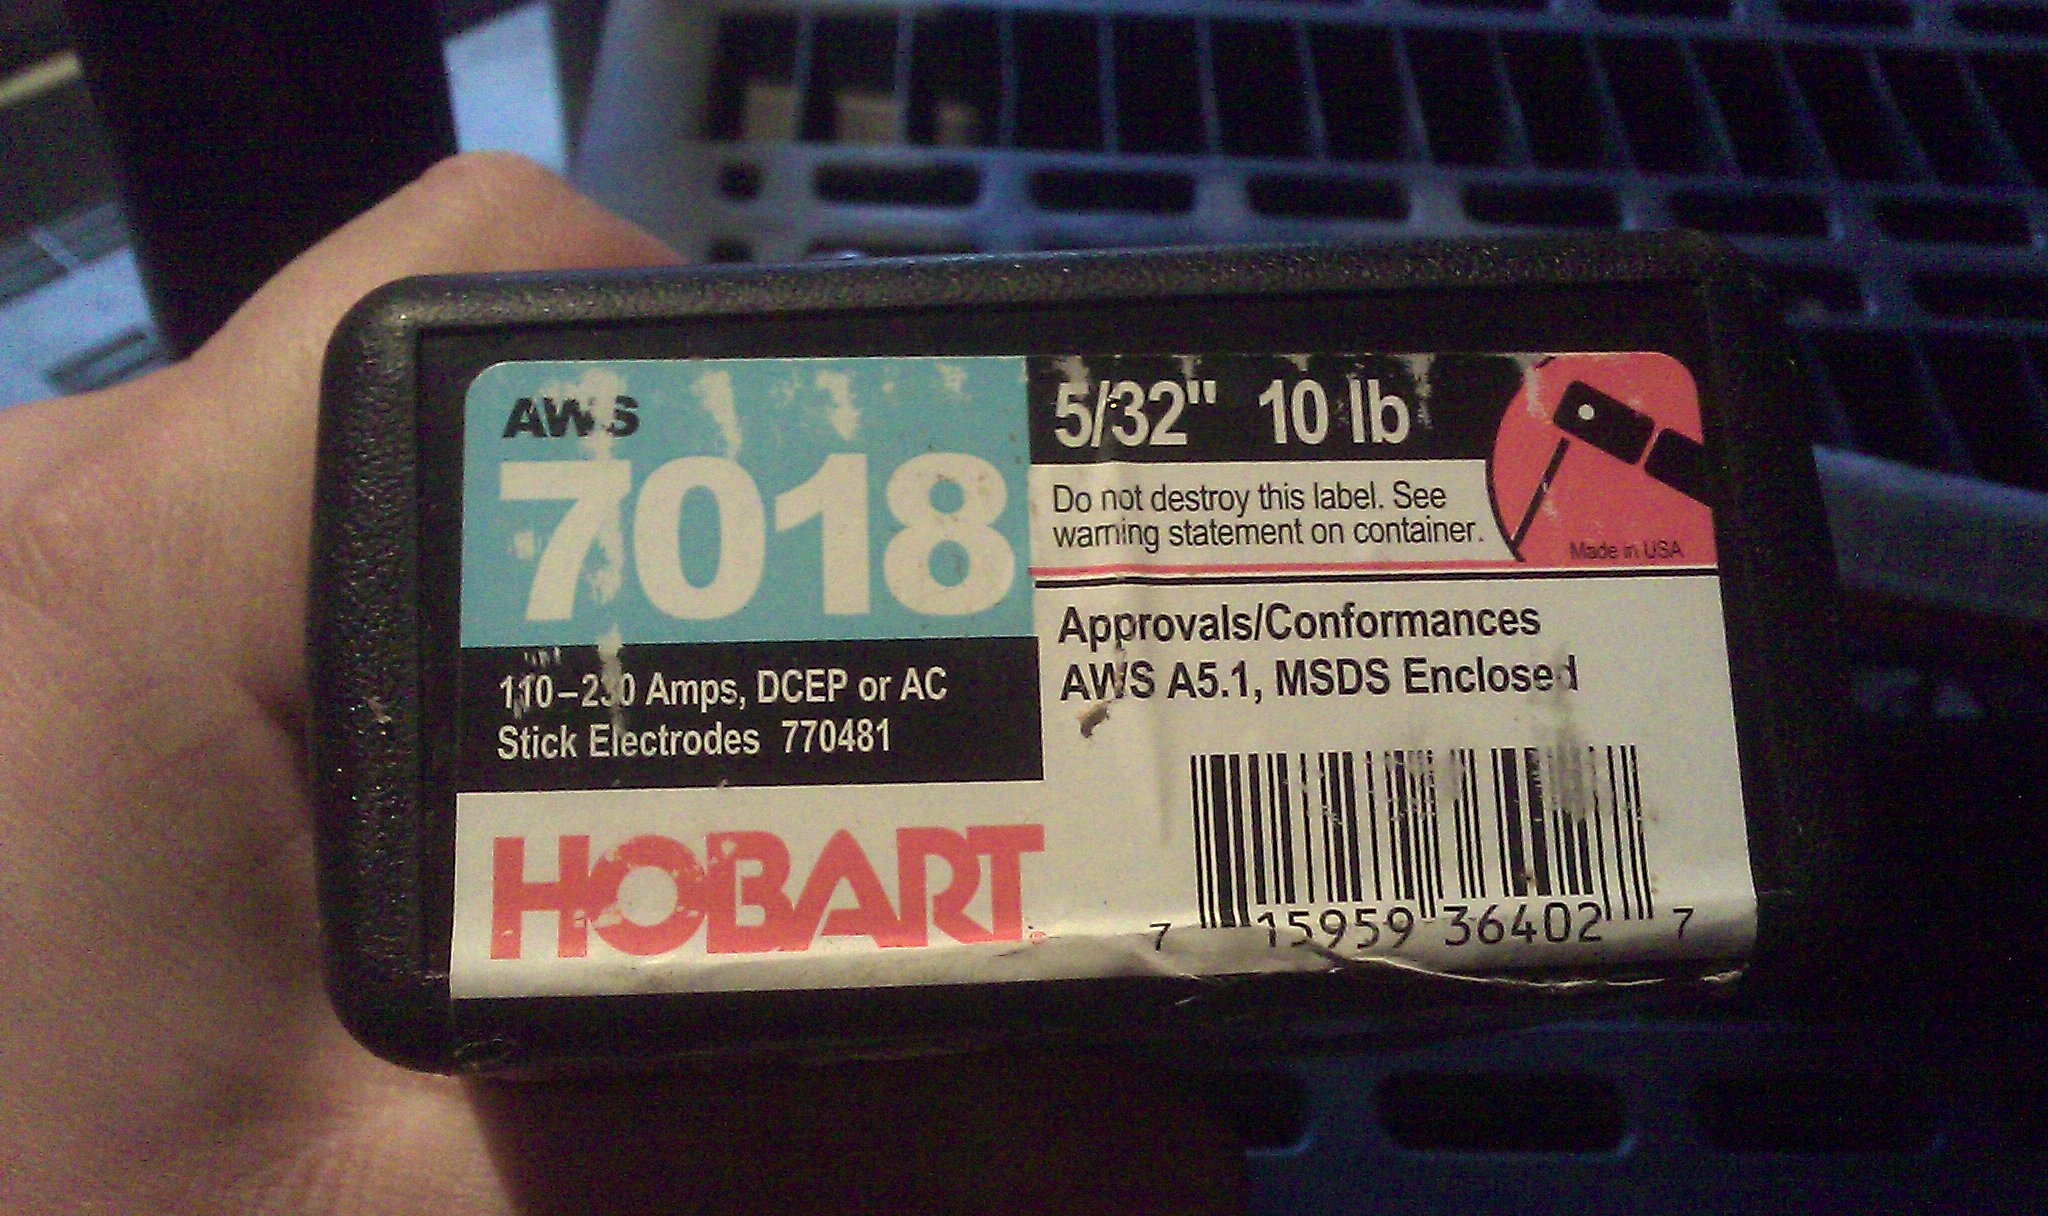 AWS
7018
110–230 Amps, DCEP or AC
Stick Electrodes 770481
HOBART
5/32" 10 lb
Do not destroy this label. See
warning statement on container.
Made in USA
Approvals/Conformances
AWS A5.1, MSDS Enclosed
7 15959 36402 7